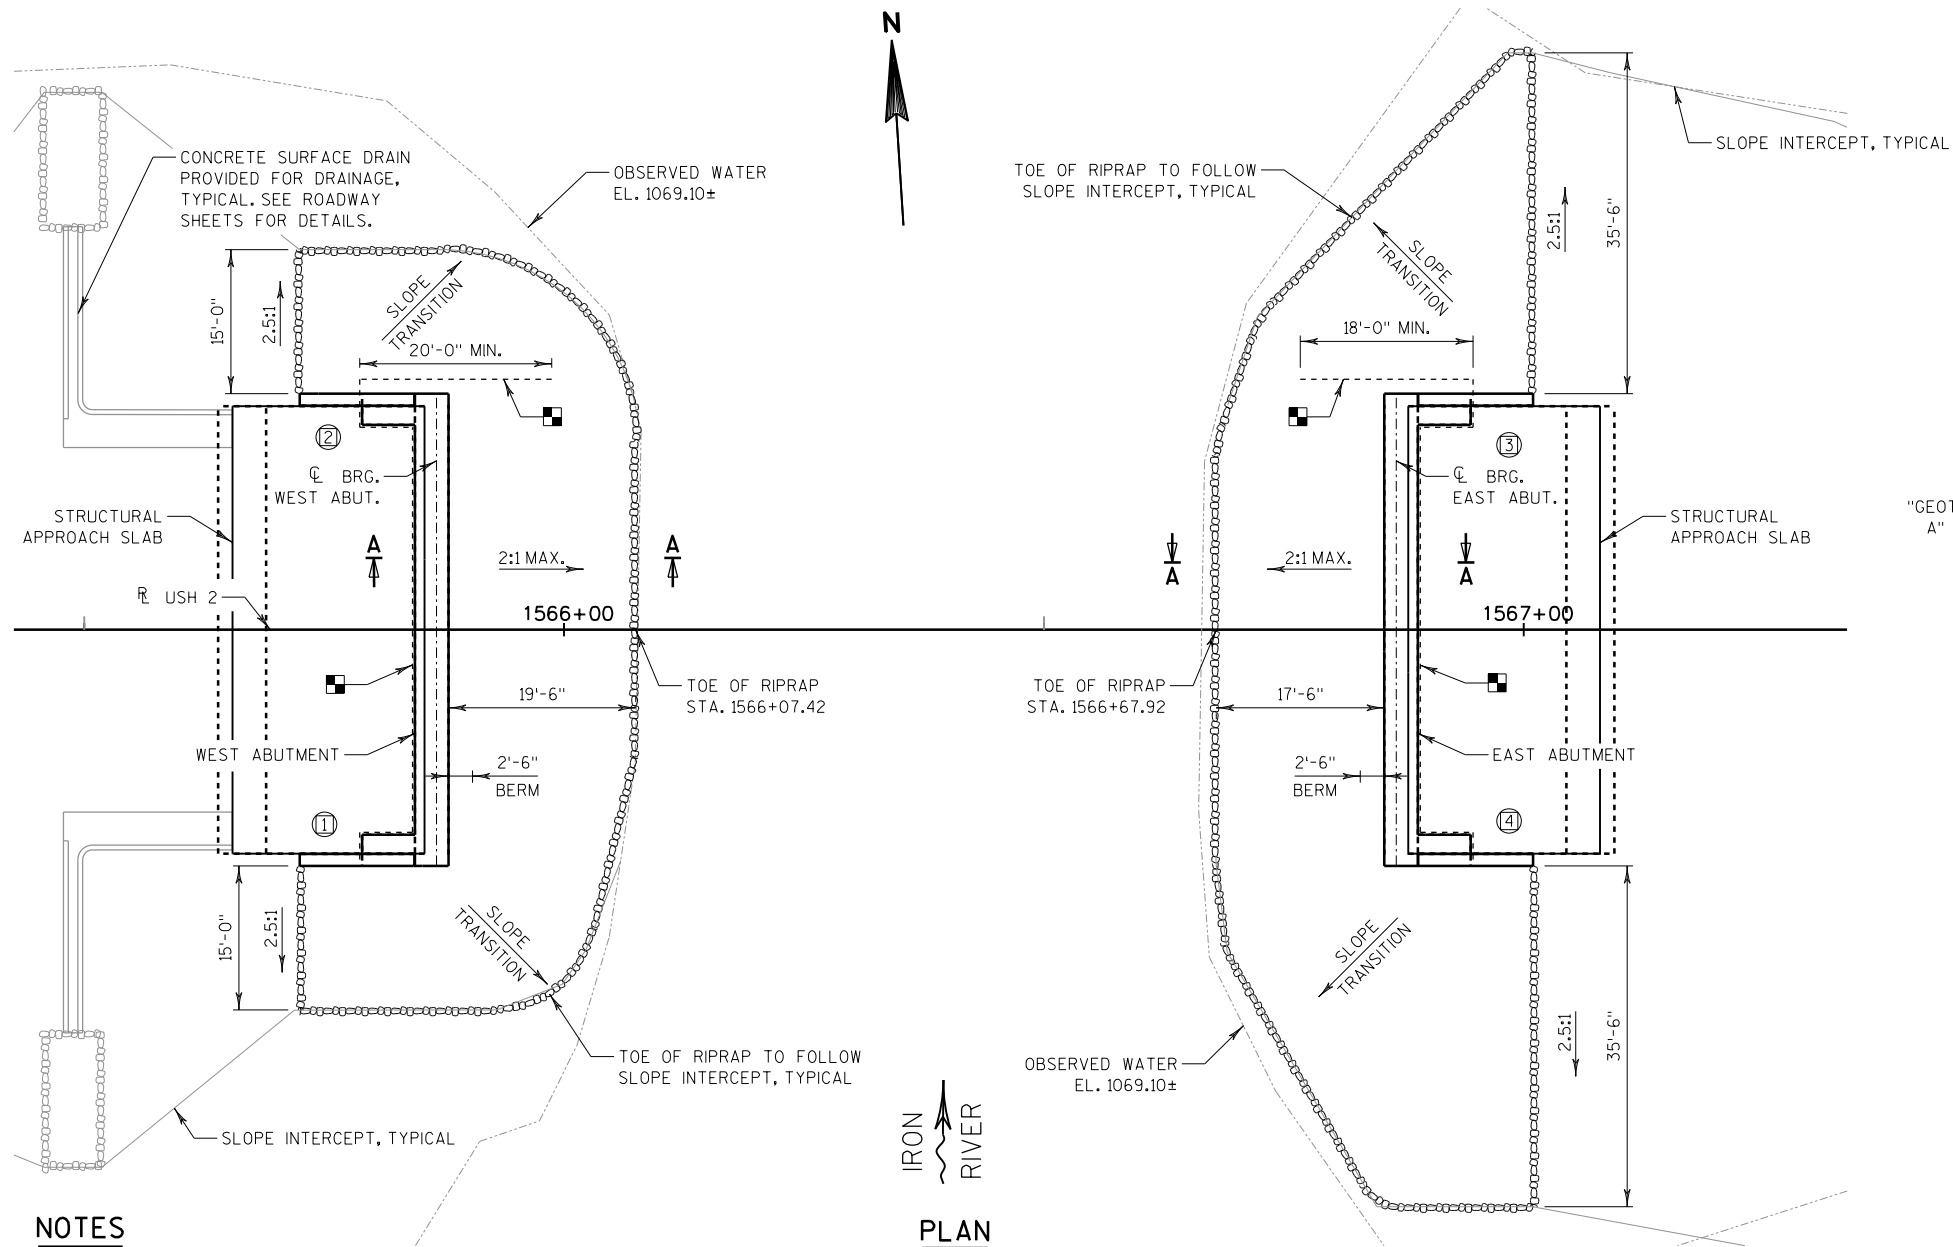 N
CONCRETE SURFACE DRAIN
PROVIDED FOR DRAINAGE,
TYPICAL. SEE ROADWAY
SHEETS FOR DETAILS.
OBSERVED WATER
EL. 1069.10±
TOE OF RIPRAP TO FOLLOW
SLOPE INTERCEPT, TYPICAL
SLOPE INTERCEPT, TYPICAL
15'-0"
2.5:1
SLOPE
TRANSITION
20'-0" MIN.
SLOPE
TRANSITION
18'-0" MIN.
2.5:1
35'-6"
2
℄ BRG.
WEST ABUT.
3
℄ BRG.
EAST ABUT.
STRUCTURAL
APPROACH SLAB
STRUCTURAL
APPROACH SLAB
"GEOT
A"
A
A
A
A
2:1 MAX.
2:1 MAX.
RL USH 2
1566+00
1567+00
TOE OF RIPRAP
STA. 1566+07.42
TOE OF RIPRAP
STA. 1566+67.92
19'-6"
17'-6"
WEST ABUTMENT
EAST ABUTMENT
2'-6"
BERM
2'-6"
BERM
1
4
15'-0"
2.5:1
SLOPE
TRANSITION
SLOPE
TRANSITION
2.5:1
35'-6"
TOE OF RIPRAP TO FOLLOW
SLOPE INTERCEPT, TYPICAL
OBSERVED WATER
EL. 1069.10±
SLOPE INTERCEPT, TYPICAL
IRON
RIVER
NOTES
PLAN